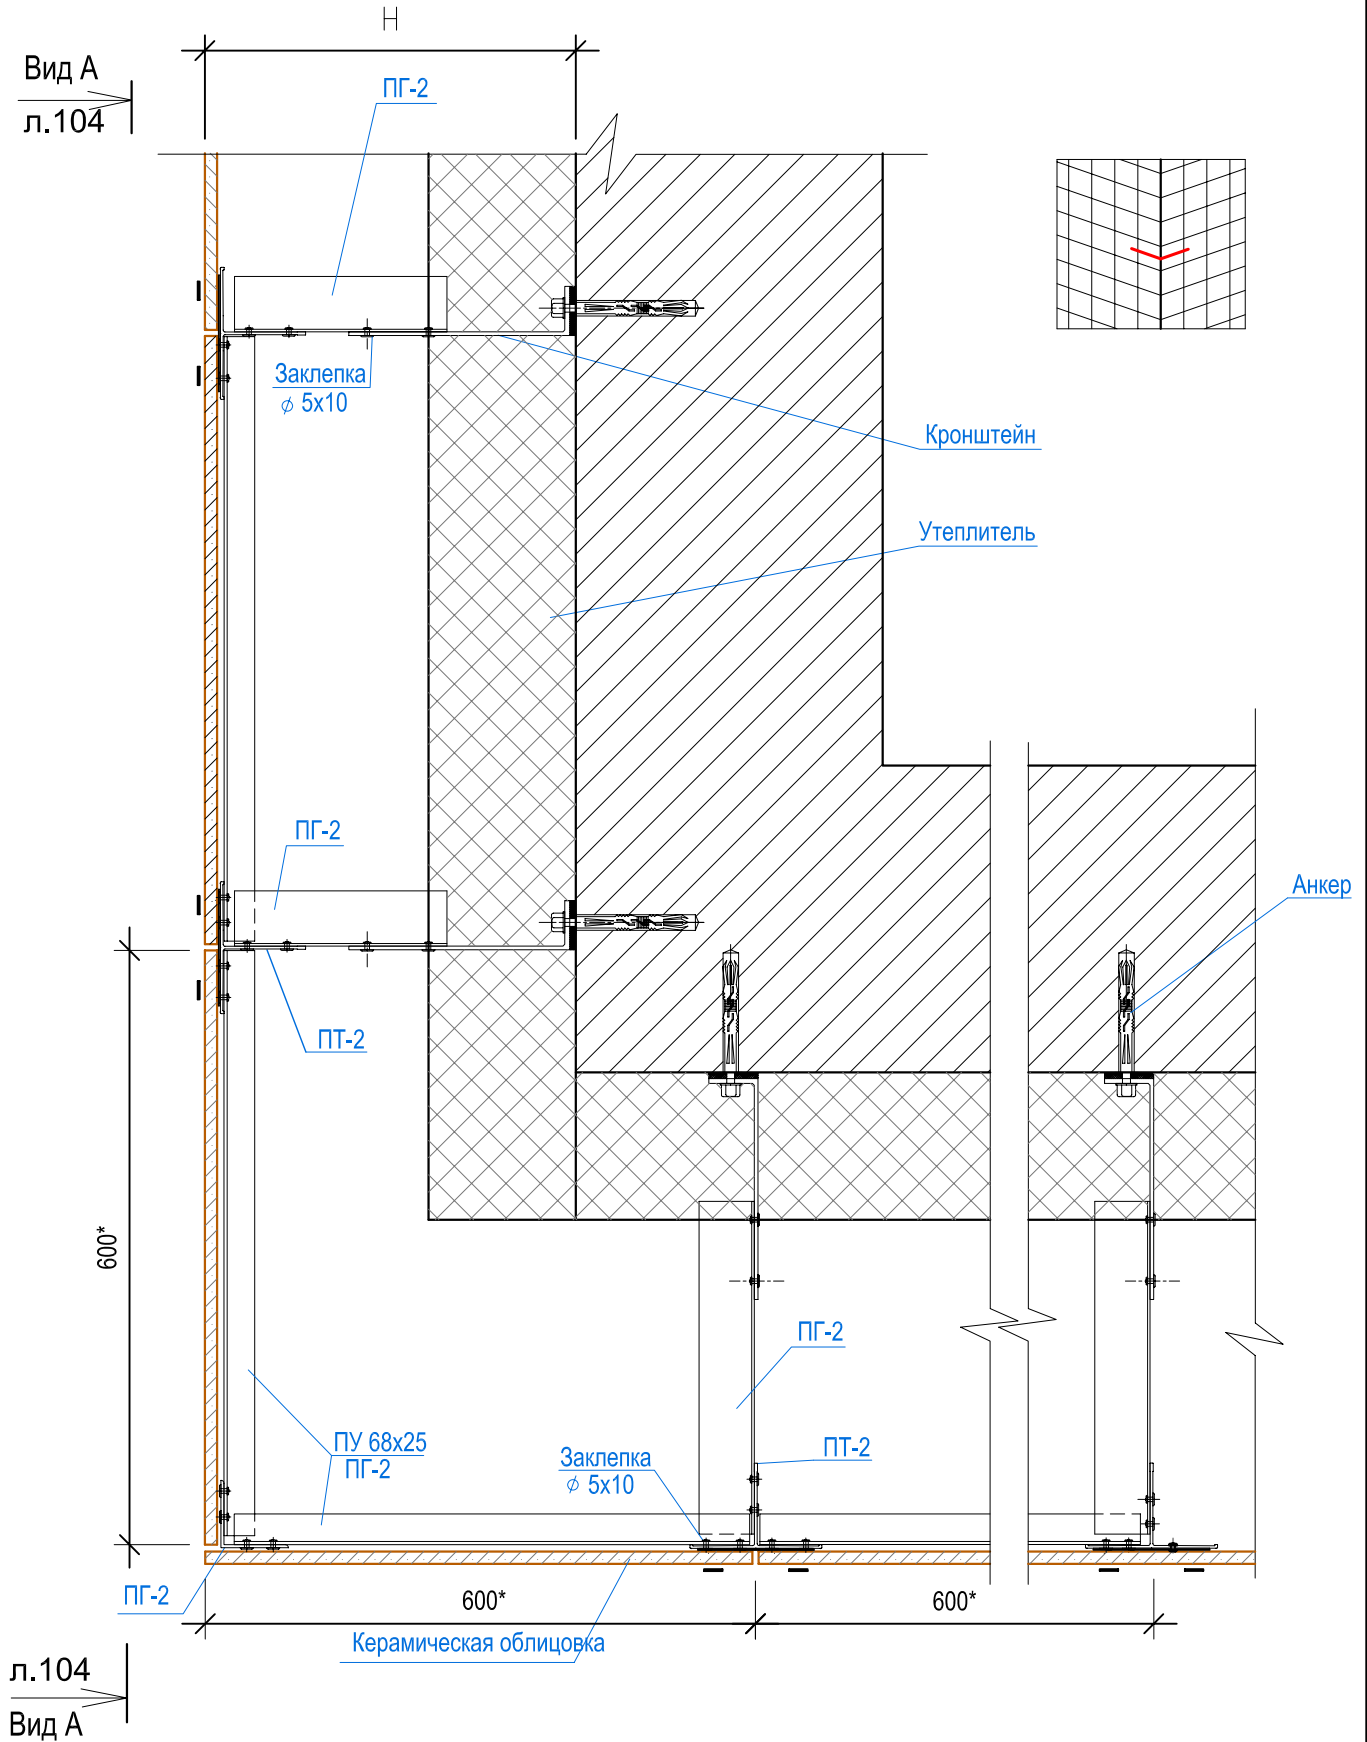 H
Вид А
л.104
ПГ-2
Заклепка
ϕ 5х10
Кронштейн
Утеплитель
ПГ-2
Анкер
ПТ-2
600*
ПГ-2
ПУ 68х25
ПГ-2
Заклепка
ϕ 5х10
ПТ-2
ПГ-2
600*
600*
Керамическая облицовка
л.104
Вид А